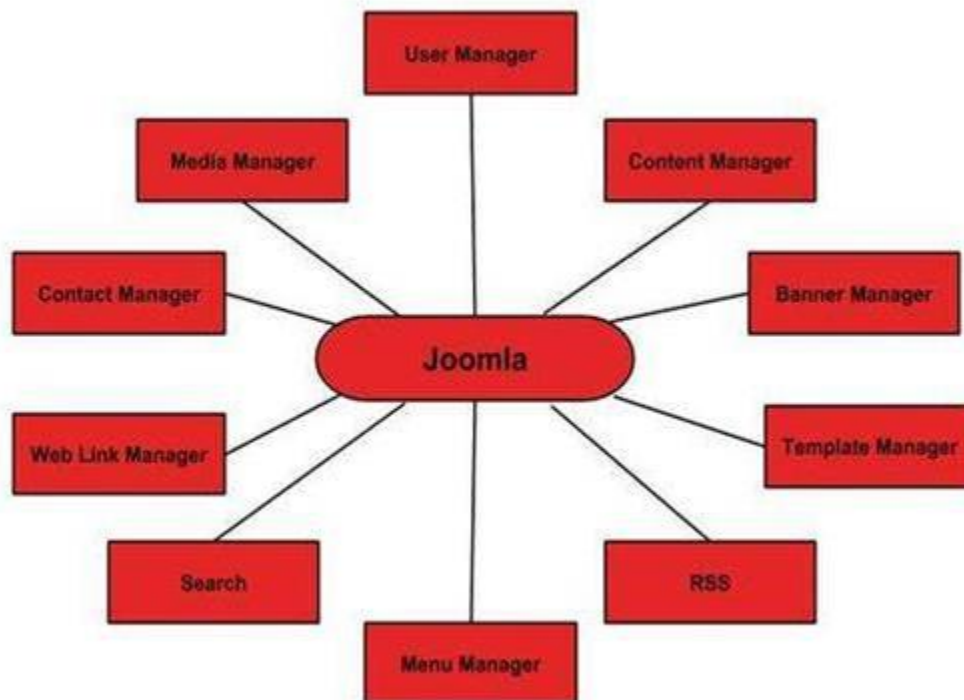 User Manager
Media Manager
Content Manager
Contact Manager
Banner Manager
Joomla
Web Link Manager
Template Manager
Search
RSS
Menu Manager